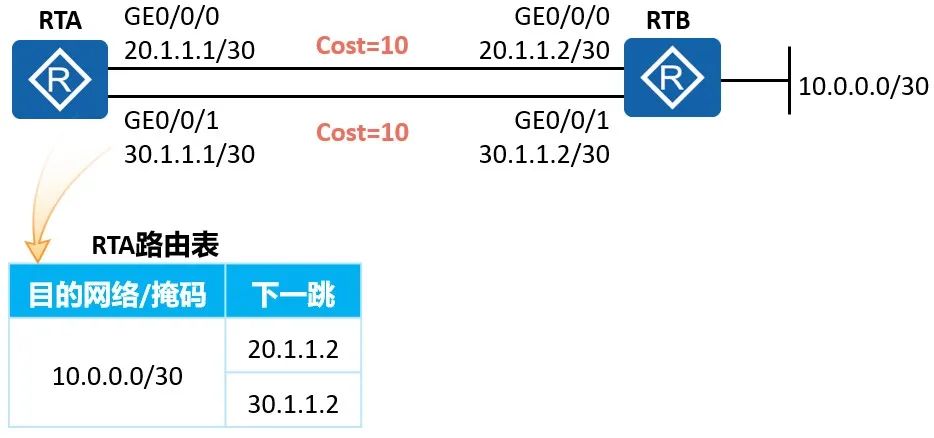 RTA
GE0/0/0
20.1.1.1/30
Cost=10
GE0/0/0
20.1.1.2/30
RTB
R
R
10.0.0.0/30
GE0/0/1
30.1.1.1/30
Cost=10
GE0/0/1
30.1.1.2/30
RTA路由表
目的网络/掩码 下一跳
10.0.0.0/30
20.1.1.2
30.1.1.2